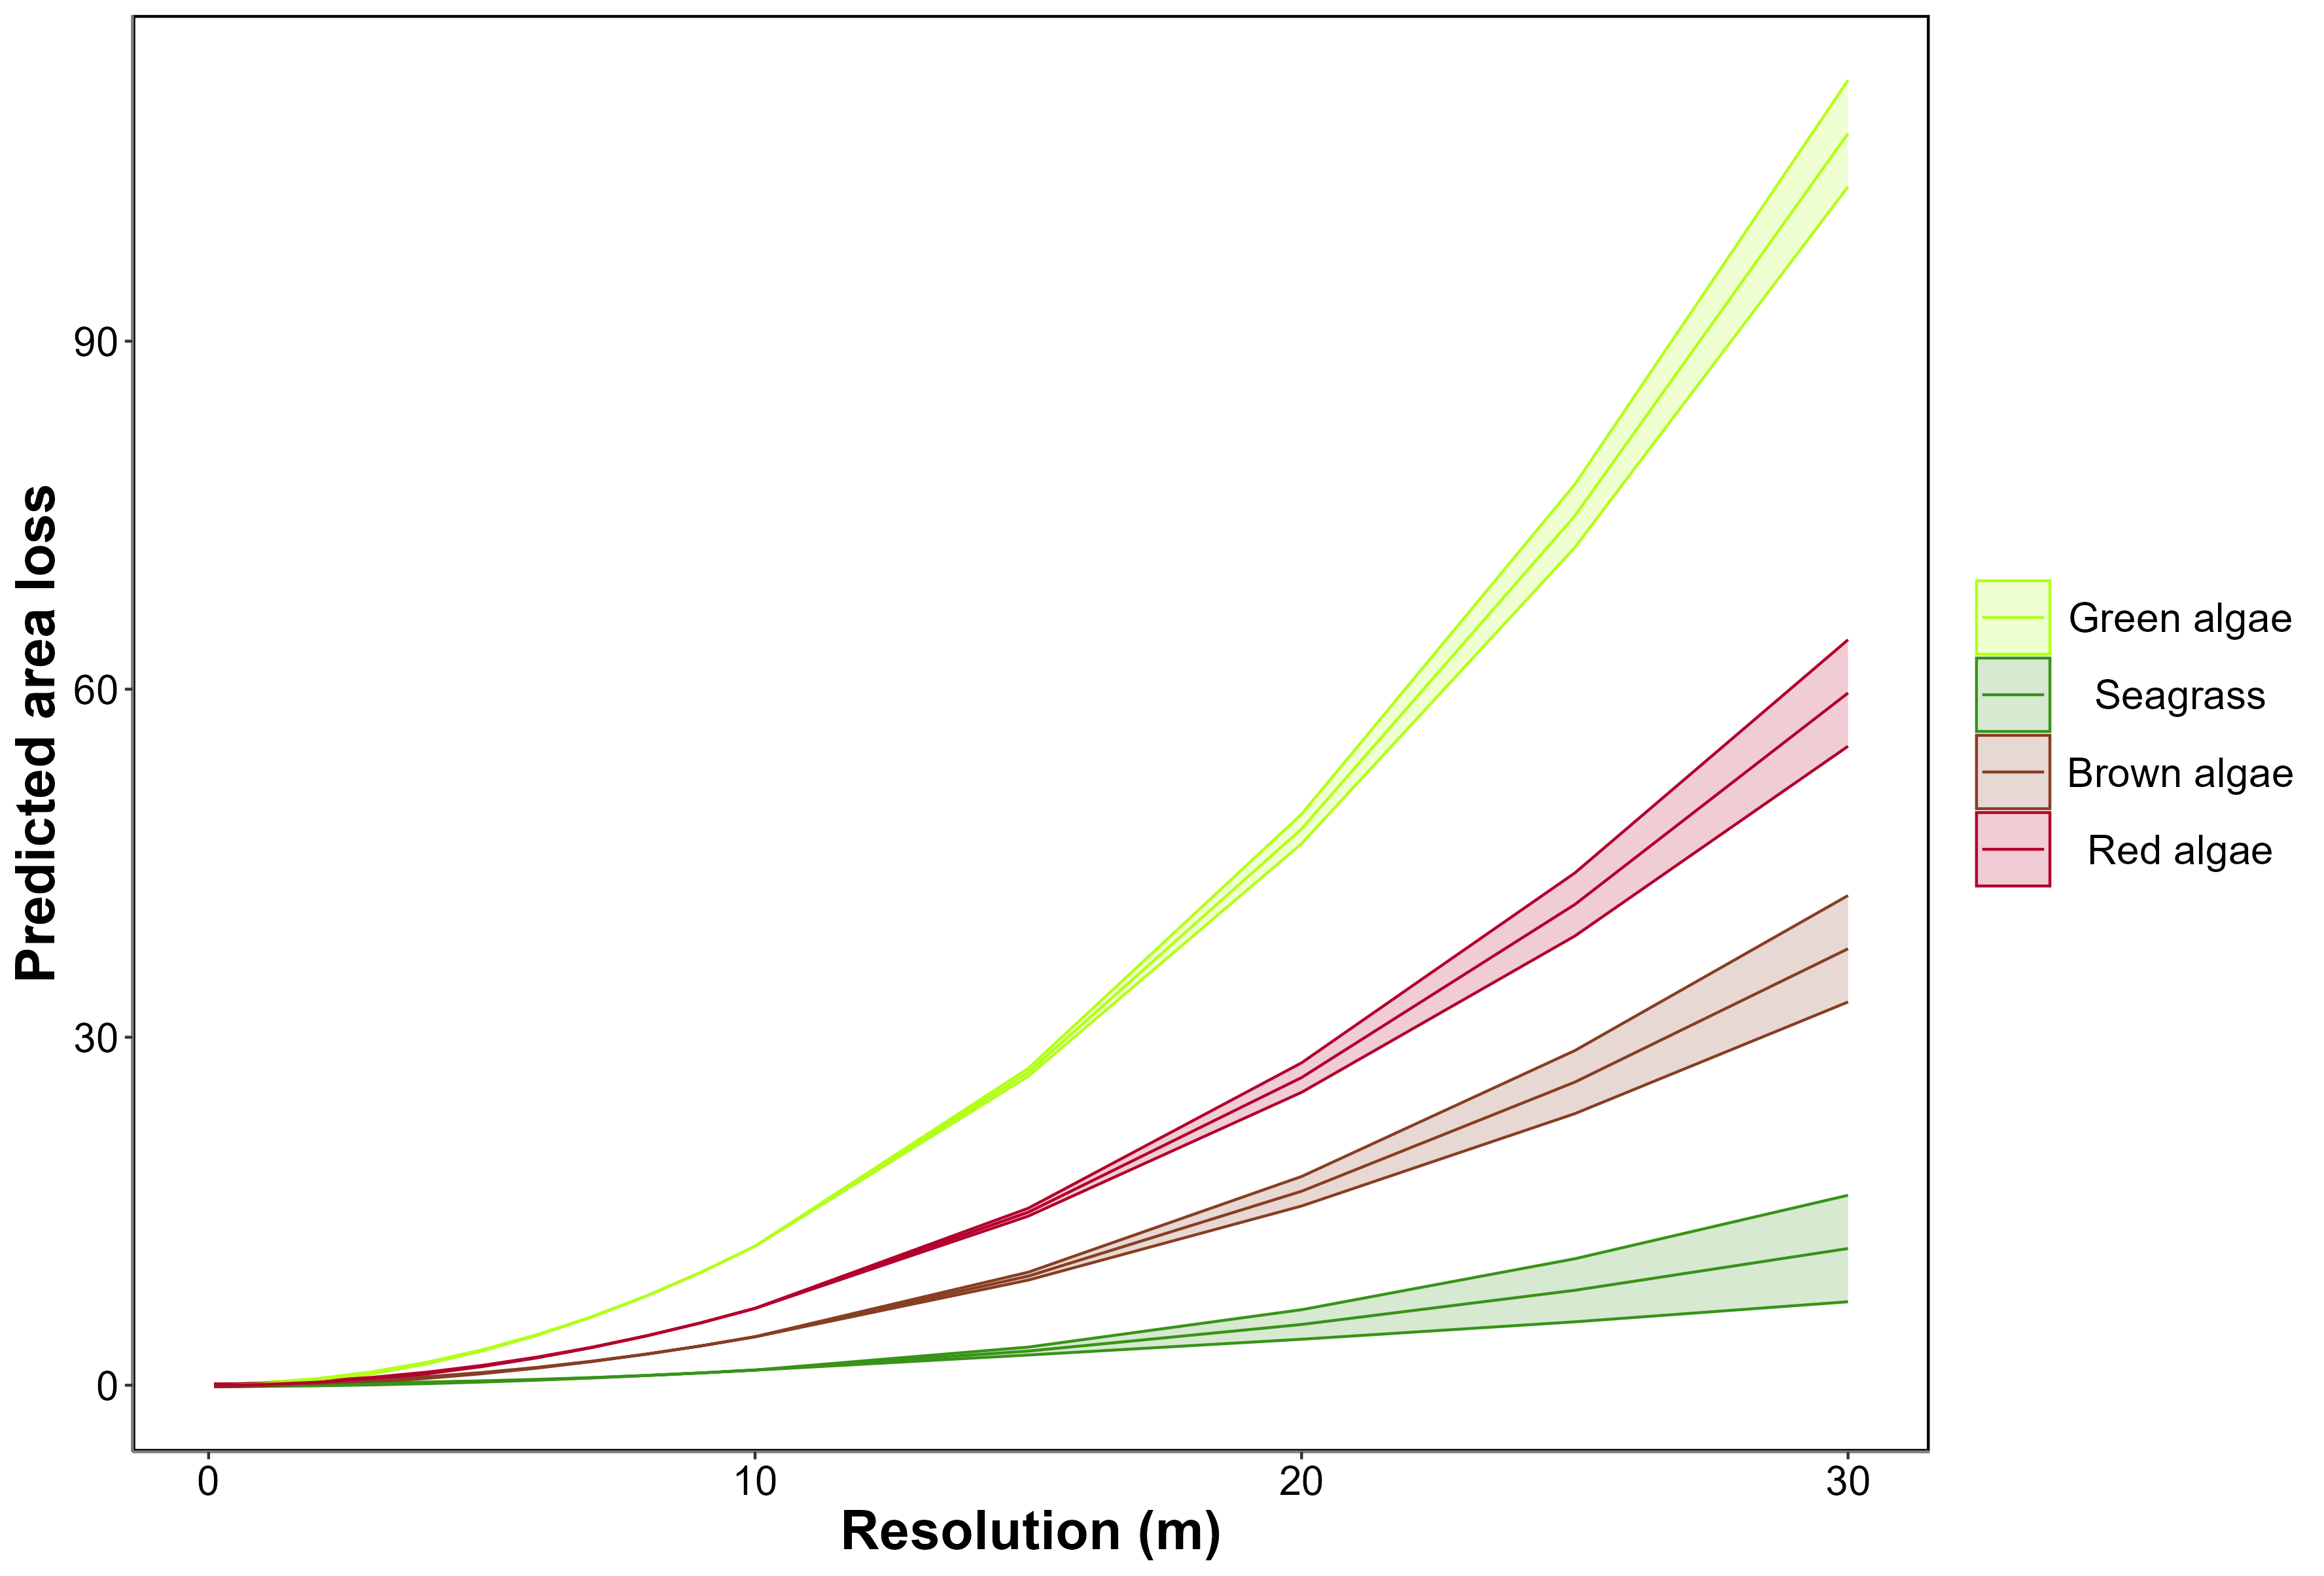 Predicted area loss
90
60
30
0
0 10 20 30
Resolution (m)
Green algae
Seagrass
Brown algae
Red algae